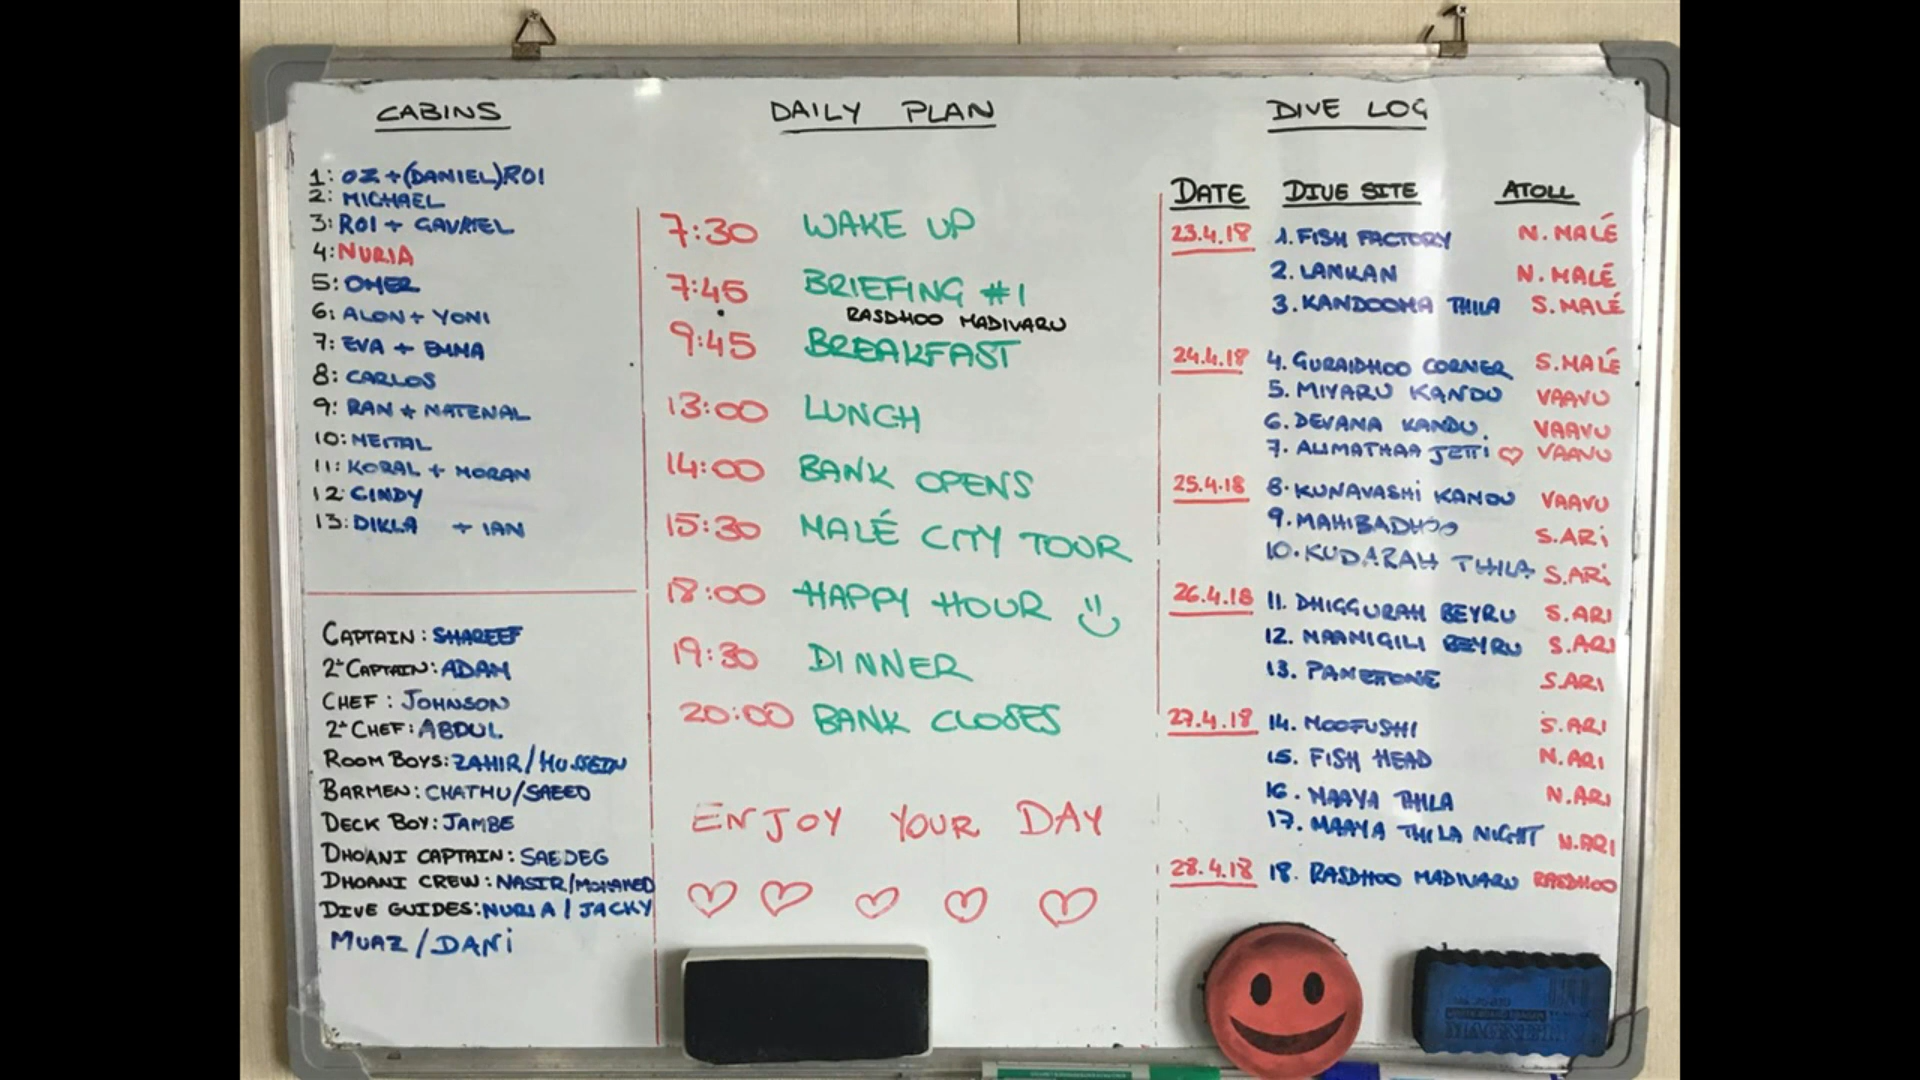 CABINS
1: OZ + (DANIEL) ROI
2: MICHAEL
3: ROI + GAVRIEL
4: NURIA
5: OMER
6: ALON + YONI
7: EVA + EMMA
8: CARLOS
9: RAN + NATENAL
10: MEITAL
11: KORAL + MORAN
12: CINDY
13: DIKLA + IAN
CAPTAIN: SHAREEF
2ª CAPTAIN: ADAM
CHEF: JOHNSON
2ª CHEF: ABDUL
ROOM BOYS: ZAHIR/HUSSEIN
BARMEN: CHATHU/SAEED
DECK BOY: JAMBE
DHOANI CAPTAIN: SAEDEG
DHOANI CREW: NASIR/MOHAMED
DIVE GUIDES: NURIA / JACKY
MUAZ / DANI
DAILY PLAN
7:30 WAKE UP
7:45 BRIEFING #1
RASDHOO MADIVARU
9:45 BREAKFAST
13:00 LUNCH
14:00 BANK OPENS
15:30 MALÉ CITY TOUR
18:00 HAPPY HOUR
19:30 DINNER
20:00 BANK CLOSES
ENJOY YOUR DAY
DIVE LOG
DATE DIVE SITE ATOLL
23.4.18 1. FISH FACTORY N. MALÉ
2. LANKAN N. MALÉ
3. KANDOOMA THILA S. MALÉ
24.4.18 4. GURAIDHOO CORNER S. MALÉ
5. MIYARU KANDU VAAVU
6. DEVANA KANDU. VAAVU
7. ALIMATHAA JETTI VAAVU
25.4.18 8. KUNAVASHI KANDU VAAVU
9. MAHIBADHOO S. ARI
10. KUDARAH THILA S. ARI
26.4.18 11. DHIGGURAH BEYRU S. ARI
12. MAAMIGILI BEYRU S. ARI
13. PANETTONE S. ARI
27.4.18 14. MOOFUSHI S. ARI
15. FISH HEAD N. ARI
16. MAAYA THILA N. ARI
17. MAAYA THILA NIGHT N. ARI
28.4.18 18. RASDHOO MADIVARU RASDHOO